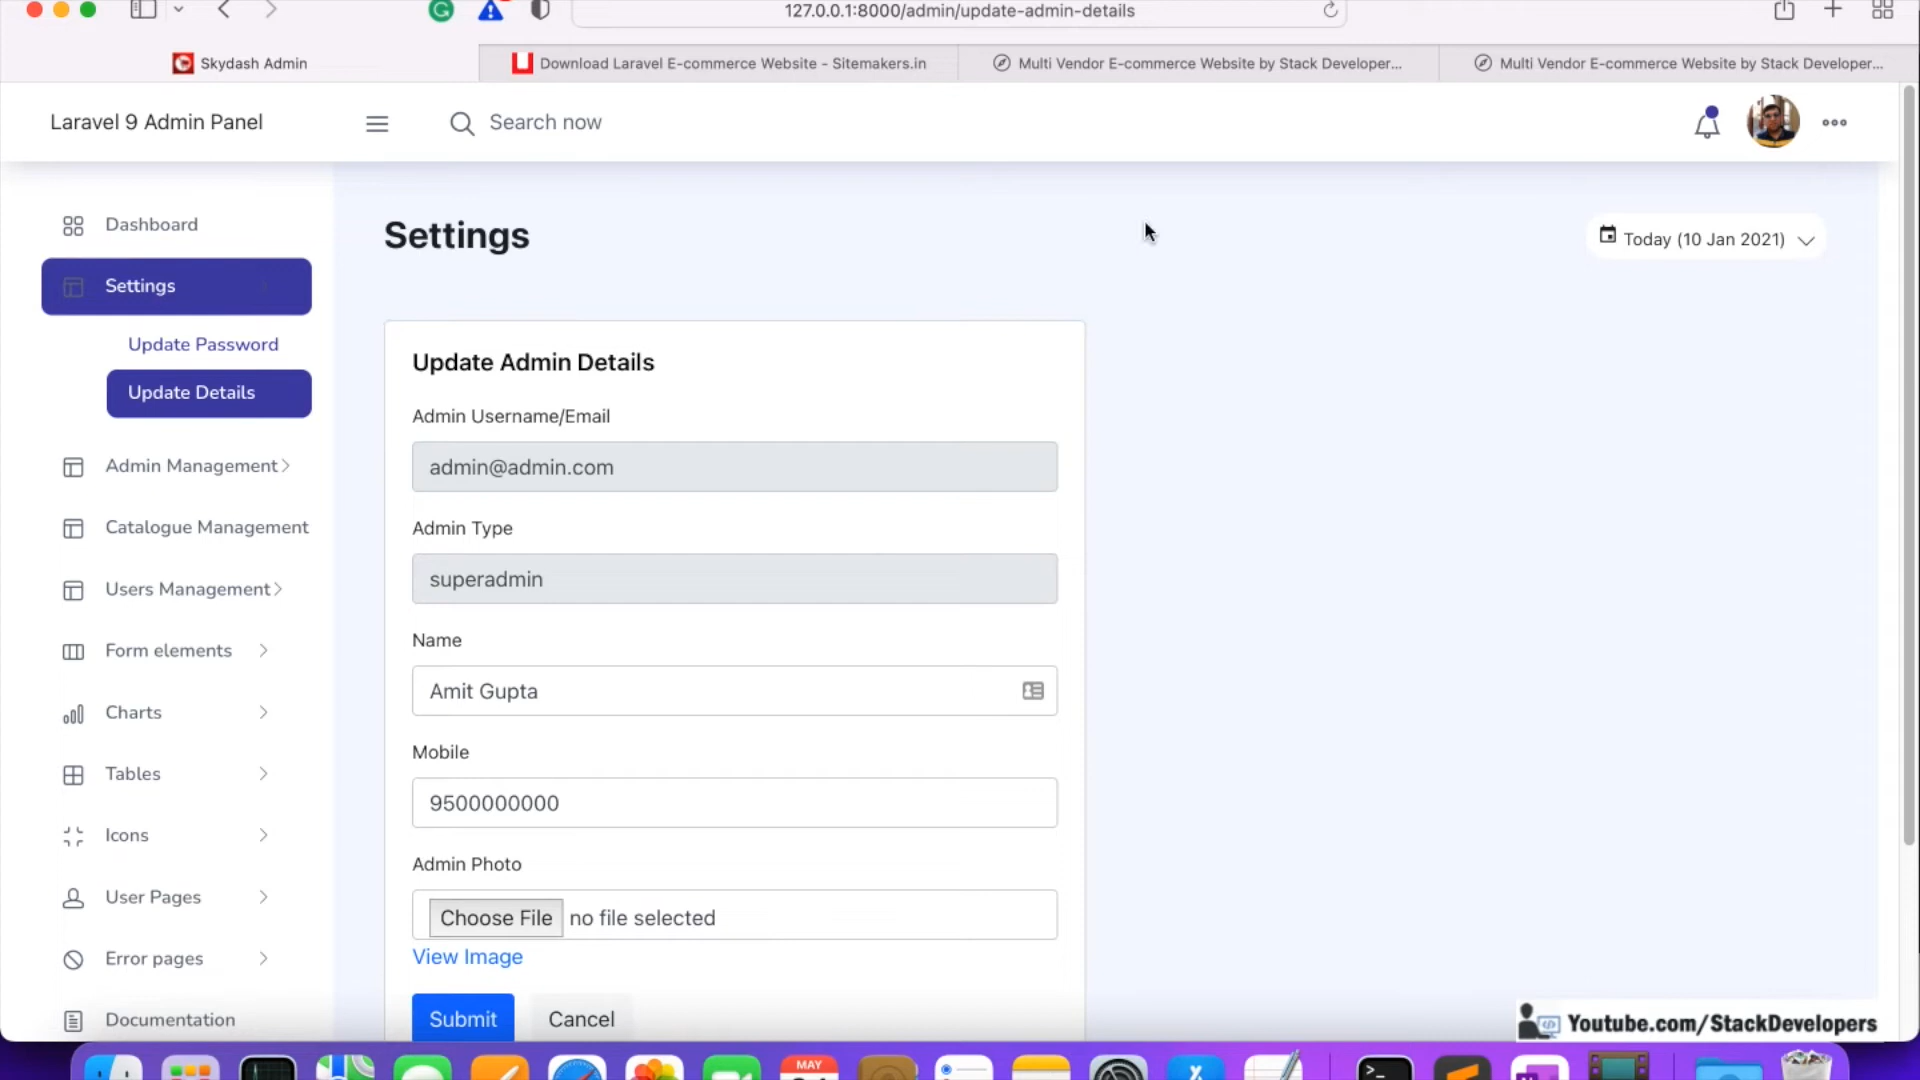 127.0.0.1:8000/admin/update-admin-details
Skydash Admin
Download Laravel E-commerce Website - Sitemakers.in
Multi Vendor E-commerce Website by Stack Developer...
Multi Vendor E-commerce Website by Stack Developer...
Laravel 9 Admin Panel
Search now
Dashboard
Settings
Update Password
Update Details
Admin Management
Catalogue Management
Users Management
Form elements
Charts
Tables
Icons
User Pages
Error pages
Documentation
Settings
Today (10 Jan 2021)
Update Admin Details
Admin Username/Email
admin@admin.com
Admin Type
superadmin
Name
Amit Gupta
Mobile
9500000000
Admin Photo
Choose File no file selected
View Image
Submit
Cancel
Youtube.com/StackDevelopers
MAY